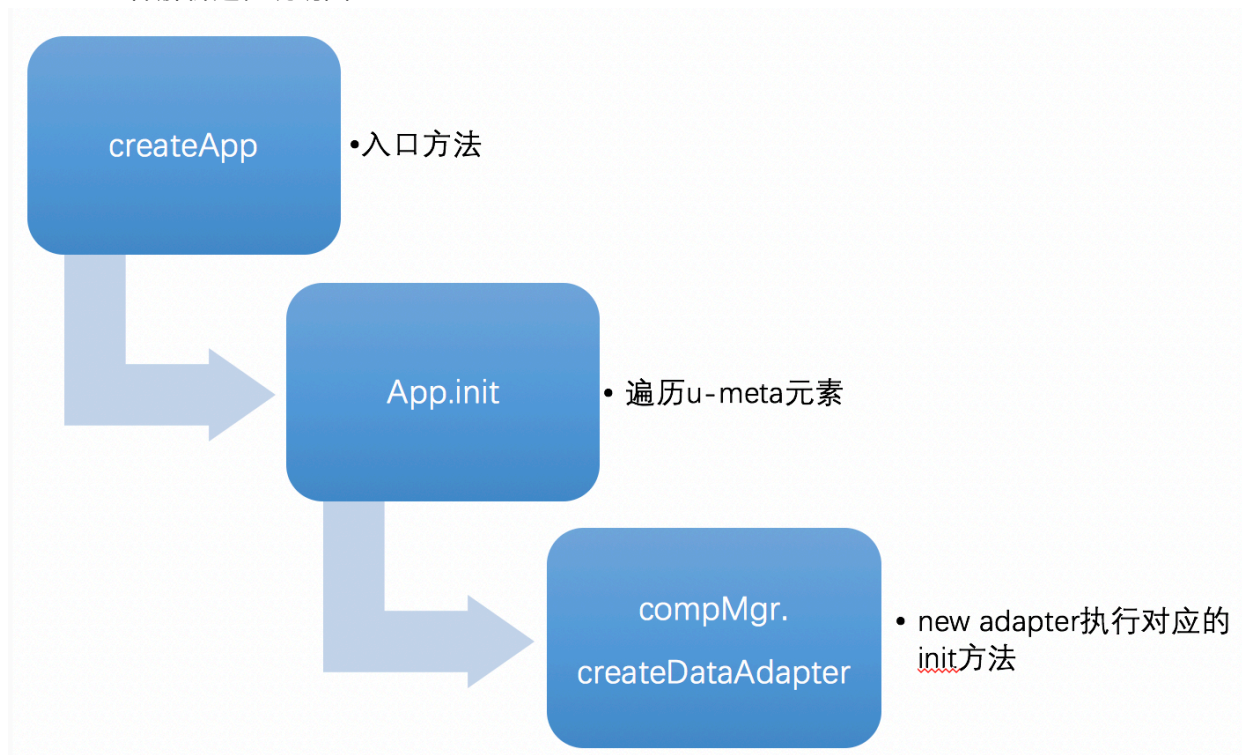 createApp
•入口方法
App.init
• 遍历u-meta元素
compMgr.
createDataAdapter
• new adapter执行对应的
init方法